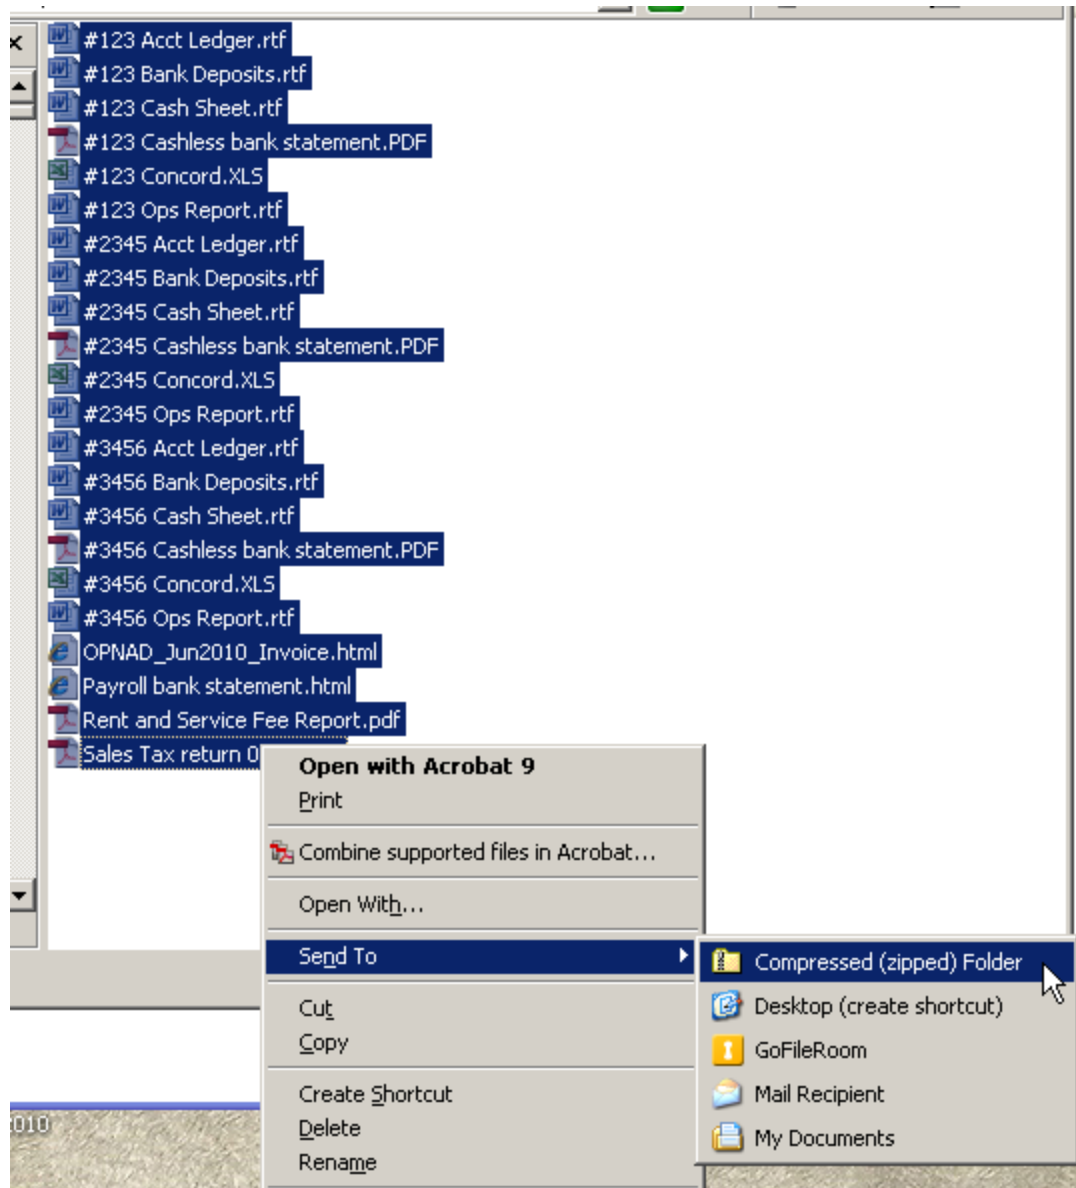 #123 Acct Ledger.rtf
#123 Bank Deposits.rtf
#123 Cash Sheet.rtf
#123 Cashless bank statement.PDF
#123 Concord.XLS
#123 Ops Report.rtf
#2345 Acct Ledger.rtf
#2345 Bank Deposits.rtf
#2345 Cash Sheet.rtf
#2345 Cashless bank statement.PDF
#2345 Concord.XLS
#2345 Ops Report.rtf
#3456 Acct Ledger.rtf
#3456 Bank Deposits.rtf
#3456 Cash Sheet.rtf
#3456 Cashless bank statement.PDF
#3456 Concord.XLS
#3456 Ops Report.rtf
OPNAD_Jun2010_Invoice.html
Payroll bank statement.html
Rent and Service Fee Report.pdf
Sales Tax return 0
Open with Acrobat 9
Print
Combine supported files in Acrobat...
Open With...
Send To
Compressed (zipped) Folder
Desktop (create shortcut)
GoFileRoom
Mail Recipient
My Documents
Cut
Copy
Create Shortcut
Delete
Rename
010